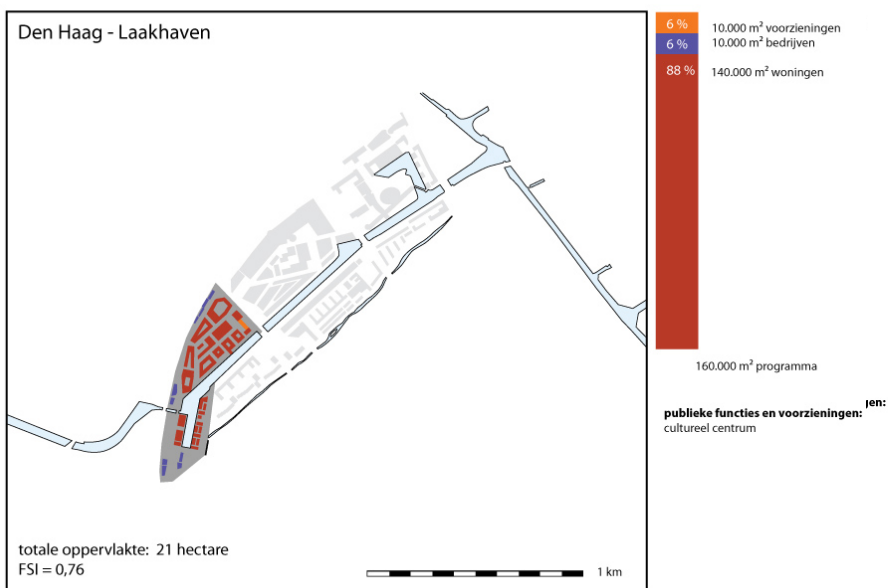 Den Haag - Laakhaven
6 % 10.000 m² voorzieningen
6 % 10.000 m² bedrijven
88 % 140.000 m² woningen
160.000 m² programma
gen:
publieke functies en voorzieningen:
cultureel centrum
totale oppervlakte: 21 hectare
FSI = 0,76
1 km